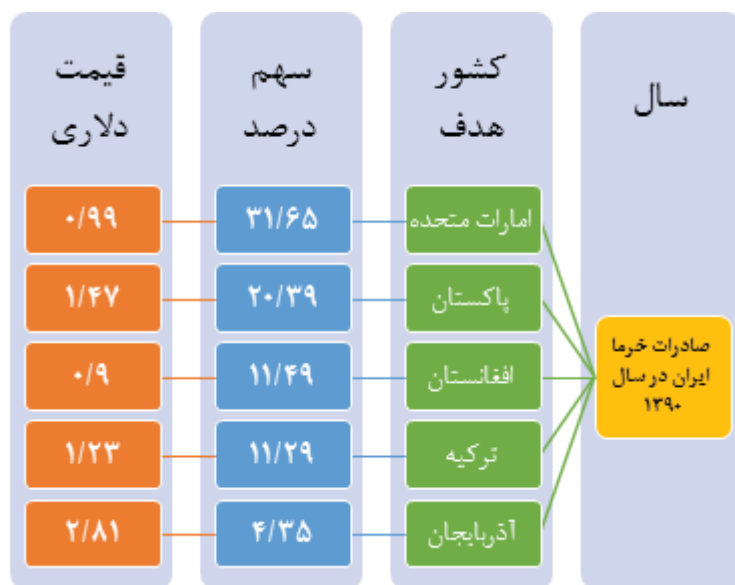 سال
کشور
هدف
سهم
درصد
قیمت
دلاری
صادرات خرما
ایران در سال
۱۳۹۰
امارات متحده
۳۱/۶۵
۰/۹۹
پاکستان
۲۰/۳۹
۱/۴۷
افغانستان
۱۱/۴۹
۰/۹
ترکیه
۱۱/۲۹
۱/۲۳
آذربایجان
۴/۳۵
۲/۸۱